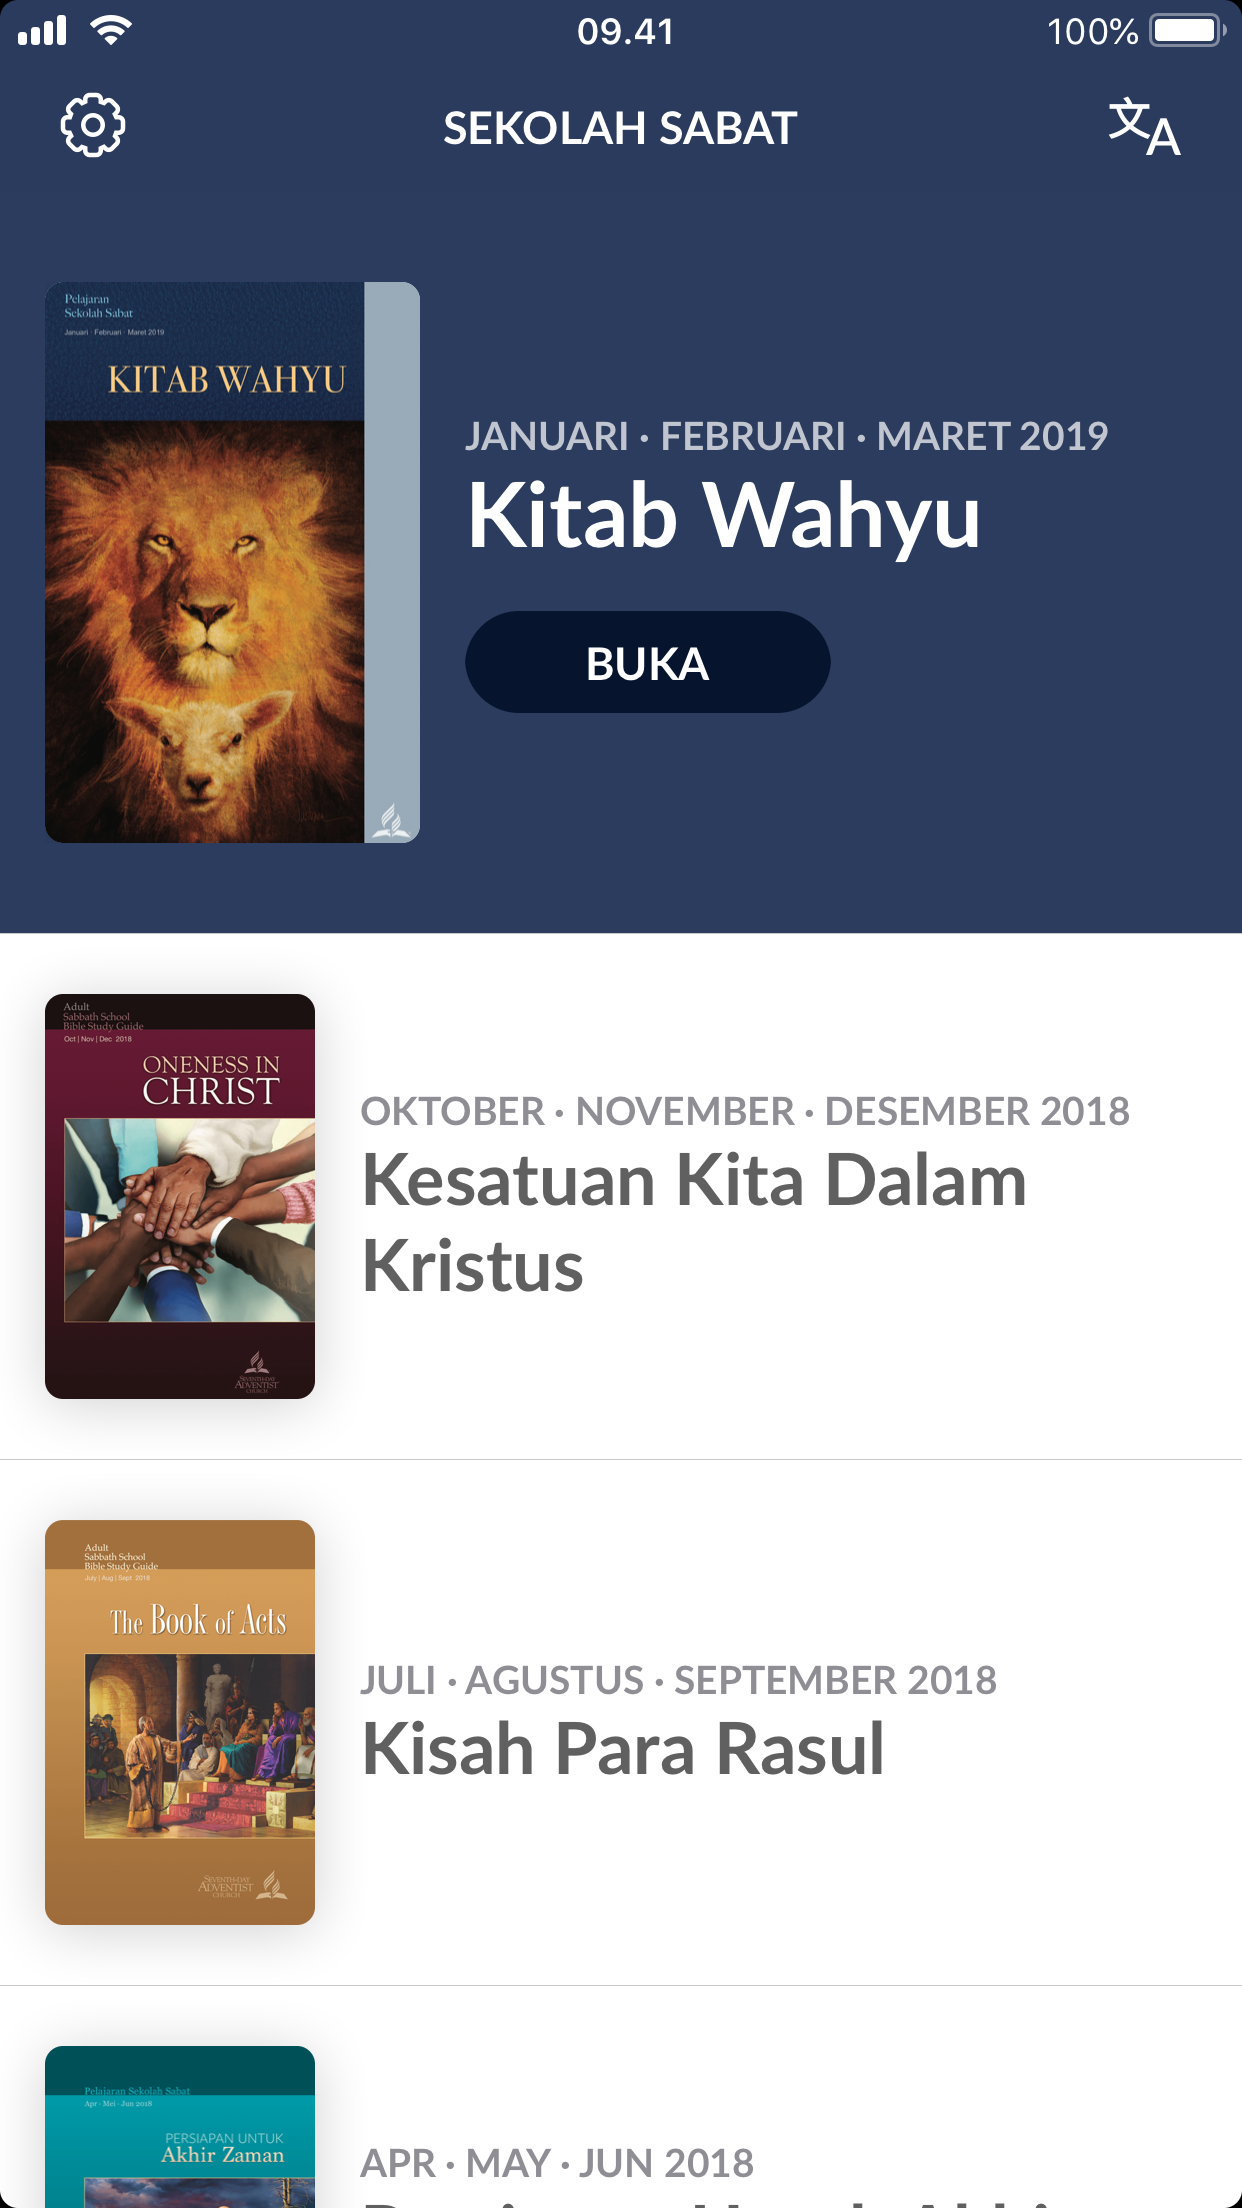 09.41
100%
SEKOLAH SABAT
文A
Pelajaran
Sekolah Sabat
Januari · Februari · Maret 2019
KITAB WAHYU
JANUARI · FEBRUARI · MARET 2019
Kitab Wahyu
BUKA
Adult
Sabbath School
Bible Study Guide
Oct | Nov | Dec 2018
ONENESS IN
CHRIST
SEVENTH-DAY
ADVENTIST
CHURCH
OKTOBER · NOVEMBER · DESEMBER 2018
Kesatuan Kita Dalam
Kristus
Adult
Sabbath School
Bible Study Guide
July | Aug | Sept 2018
The Book of Acts
SEVENTH-DAY
ADVENTIST
CHURCH
JULI · AGUSTUS · SEPTEMBER 2018
Kisah Para Rasul
Pelajaran Sekolah Sabat
Apr · Mei · Jun 2018
PERSIAPAN UNTUK
Akhir Zaman
APR · MAY · JUN 2018